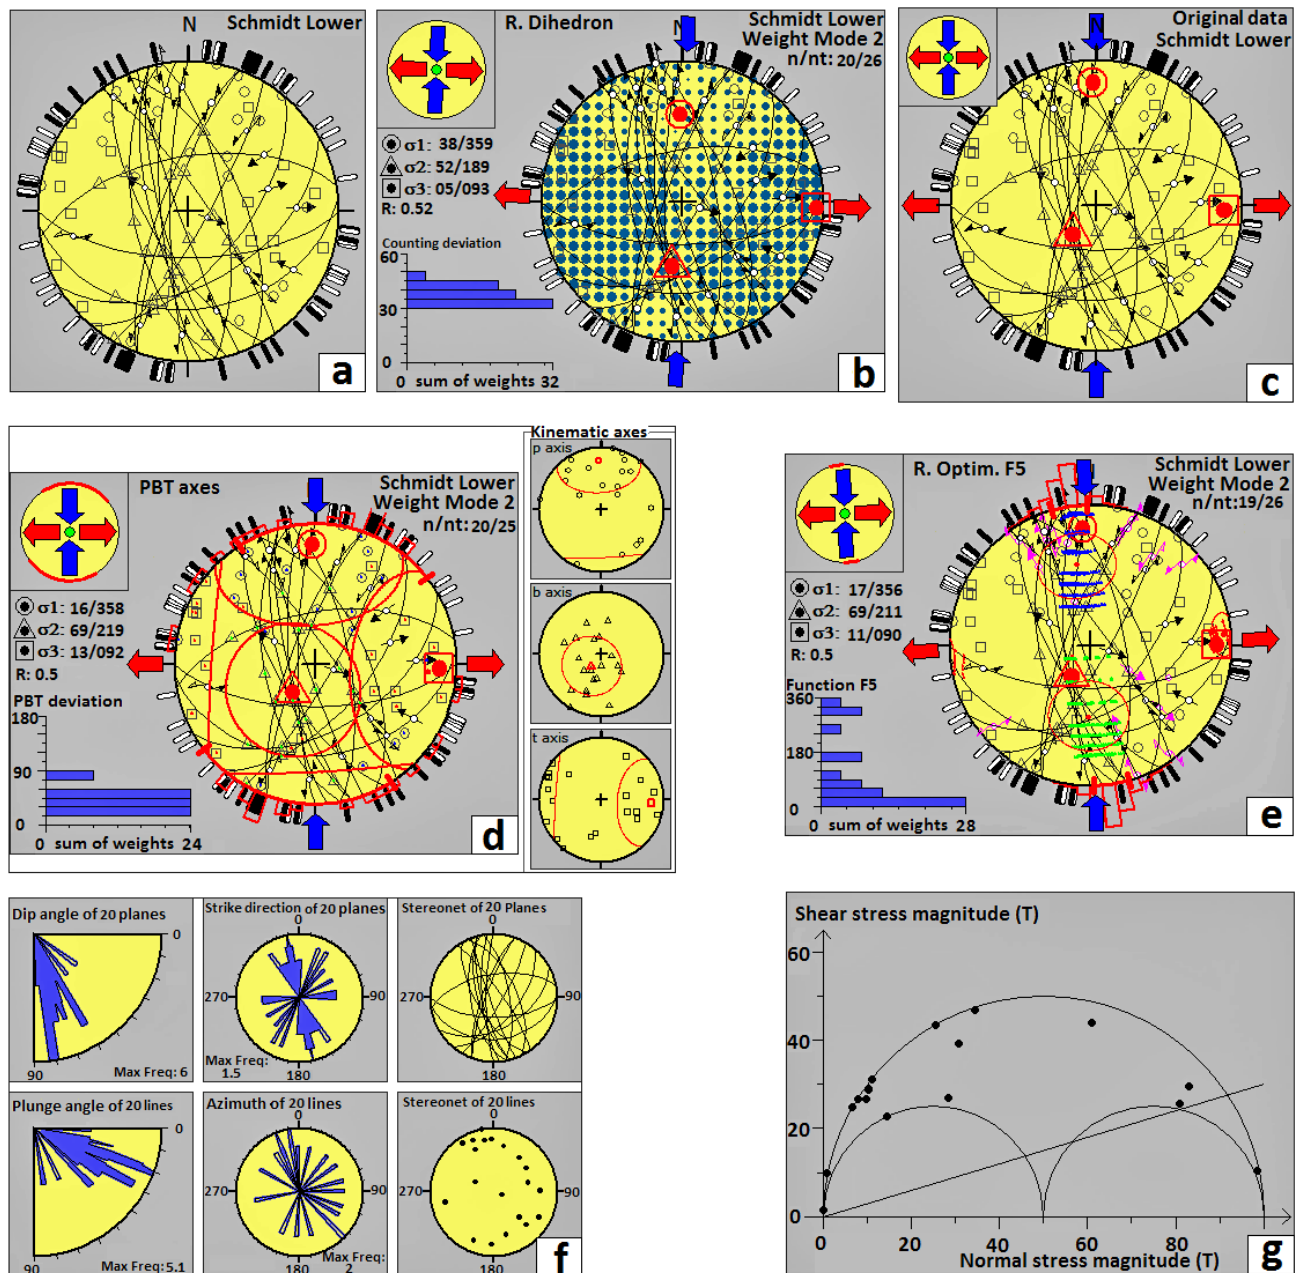 N
Schmidt Lower
a
R. Dihedron
N
Schmidt Lower
Weight Mode 2
n/nt: 20/26
σ1: 38/359
σ2: 52/189
σ3: 05/093
R: 0.52
Counting deviation
60
30
0
0 sum of weights 32
b
N
Original data
Schmidt Lower
c
PBT axes
Schmidt Lower
Weight Mode 2
n/nt: 20/25
σ1: 16/358
σ2: 69/219
σ3: 13/092
R: 0.5
PBT deviation
180
90
0
0 sum of weights 24
d
Kinematic axes
p axis
b axis
t axis
R. Optim. F5
Schmidt Lower
Weight Mode 2
n/nt:19/26
σ1: 17/356
σ2: 69/211
σ3: 11/090
R: 0.5
Function F5
360
180
0
0 sum of weights 28
e
Dip angle of 20 planes
0
90
Max Freq: 6
Strike direction of 20 planes
0
270
90
Max Freq:
1.5
180
Stereonet of 20 Planes
0
270
90
180
Plunge angle of 20 lines
0
90
Max Freq: 5.1
Azimuth of 20 lines
0
270
90
Max Freq:
180
2
Stereonet of 20 lines
0
270
90
180
f
Shear stress magnitude (T)
60
40
20
0
0 20 40 60 80
Normal stress magnitude (T)
g